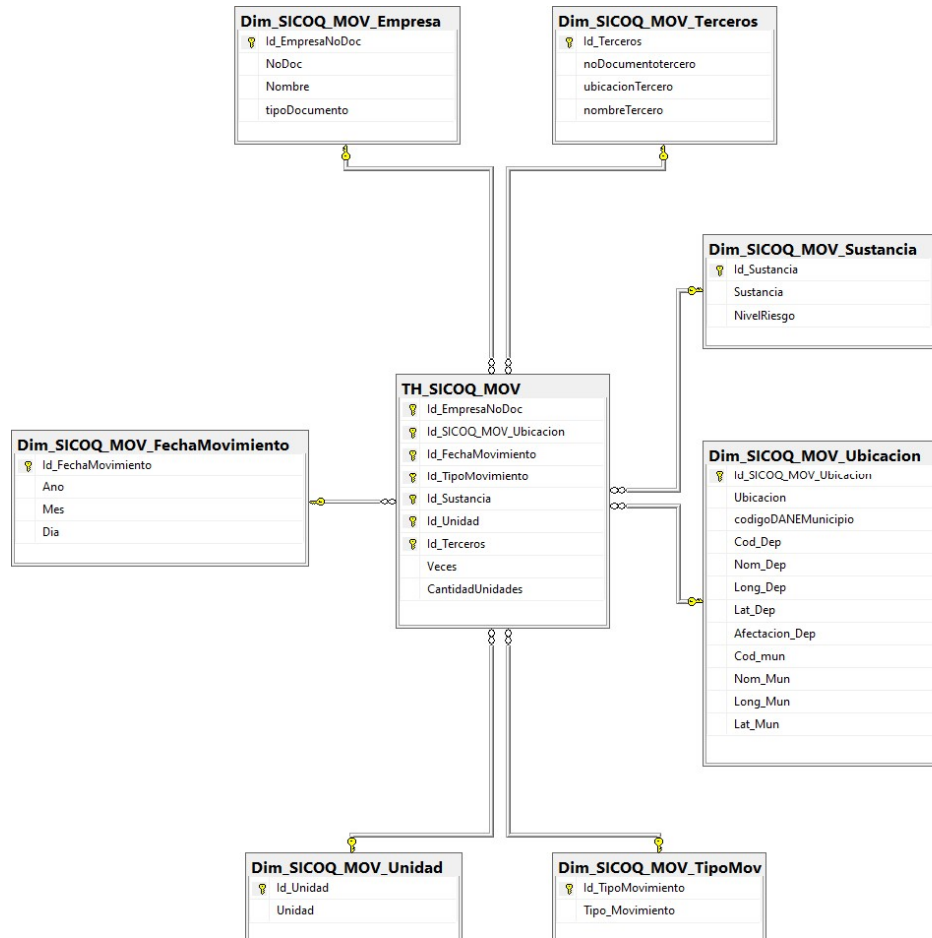 Dim_SICOQ_MOV_Empresa
Id_EmpresaNoDoc
NoDoc
Nombre
tipoDocumento
Dim_SICOQ_MOV_Terceros
Id_Terceros
noDocumentotercero
ubicacionTercero
nombreTercero
Dim_SICOQ_MOV_Sustancia
Id_Sustancia
Sustancia
NivelRiesgo
TH_SICOQ_MOV
Id_EmpresaNoDoc
Id_SICOQ_MOV_Ubicacion
Id_FechaMovimiento
Id_TipoMovimiento
Id_Sustancia
Id_Unidad
Id_Terceros
Veces
CantidadUnidades
Dim_SICOQ_MOV_FechaMovimiento
Id_FechaMovimiento
Ano
Mes
Dia
Dim_SICOQ_MOV_Ubicacion
Id_SICOQ_MOV_Ubicacion
Ubicacion
codigoDANEMunicipio
Cod_Dep
Nom_Dep
Long_Dep
Lat_Dep
Afectacion_Dep
Cod_mun
Nom_Mun
Long_Mun
Lat_Mun
Dim_SICOQ_MOV_Unidad
Id_Unidad
Unidad
Dim_SICOQ_MOV_TipoMov
Id_TipoMovimiento
Tipo_Movimiento